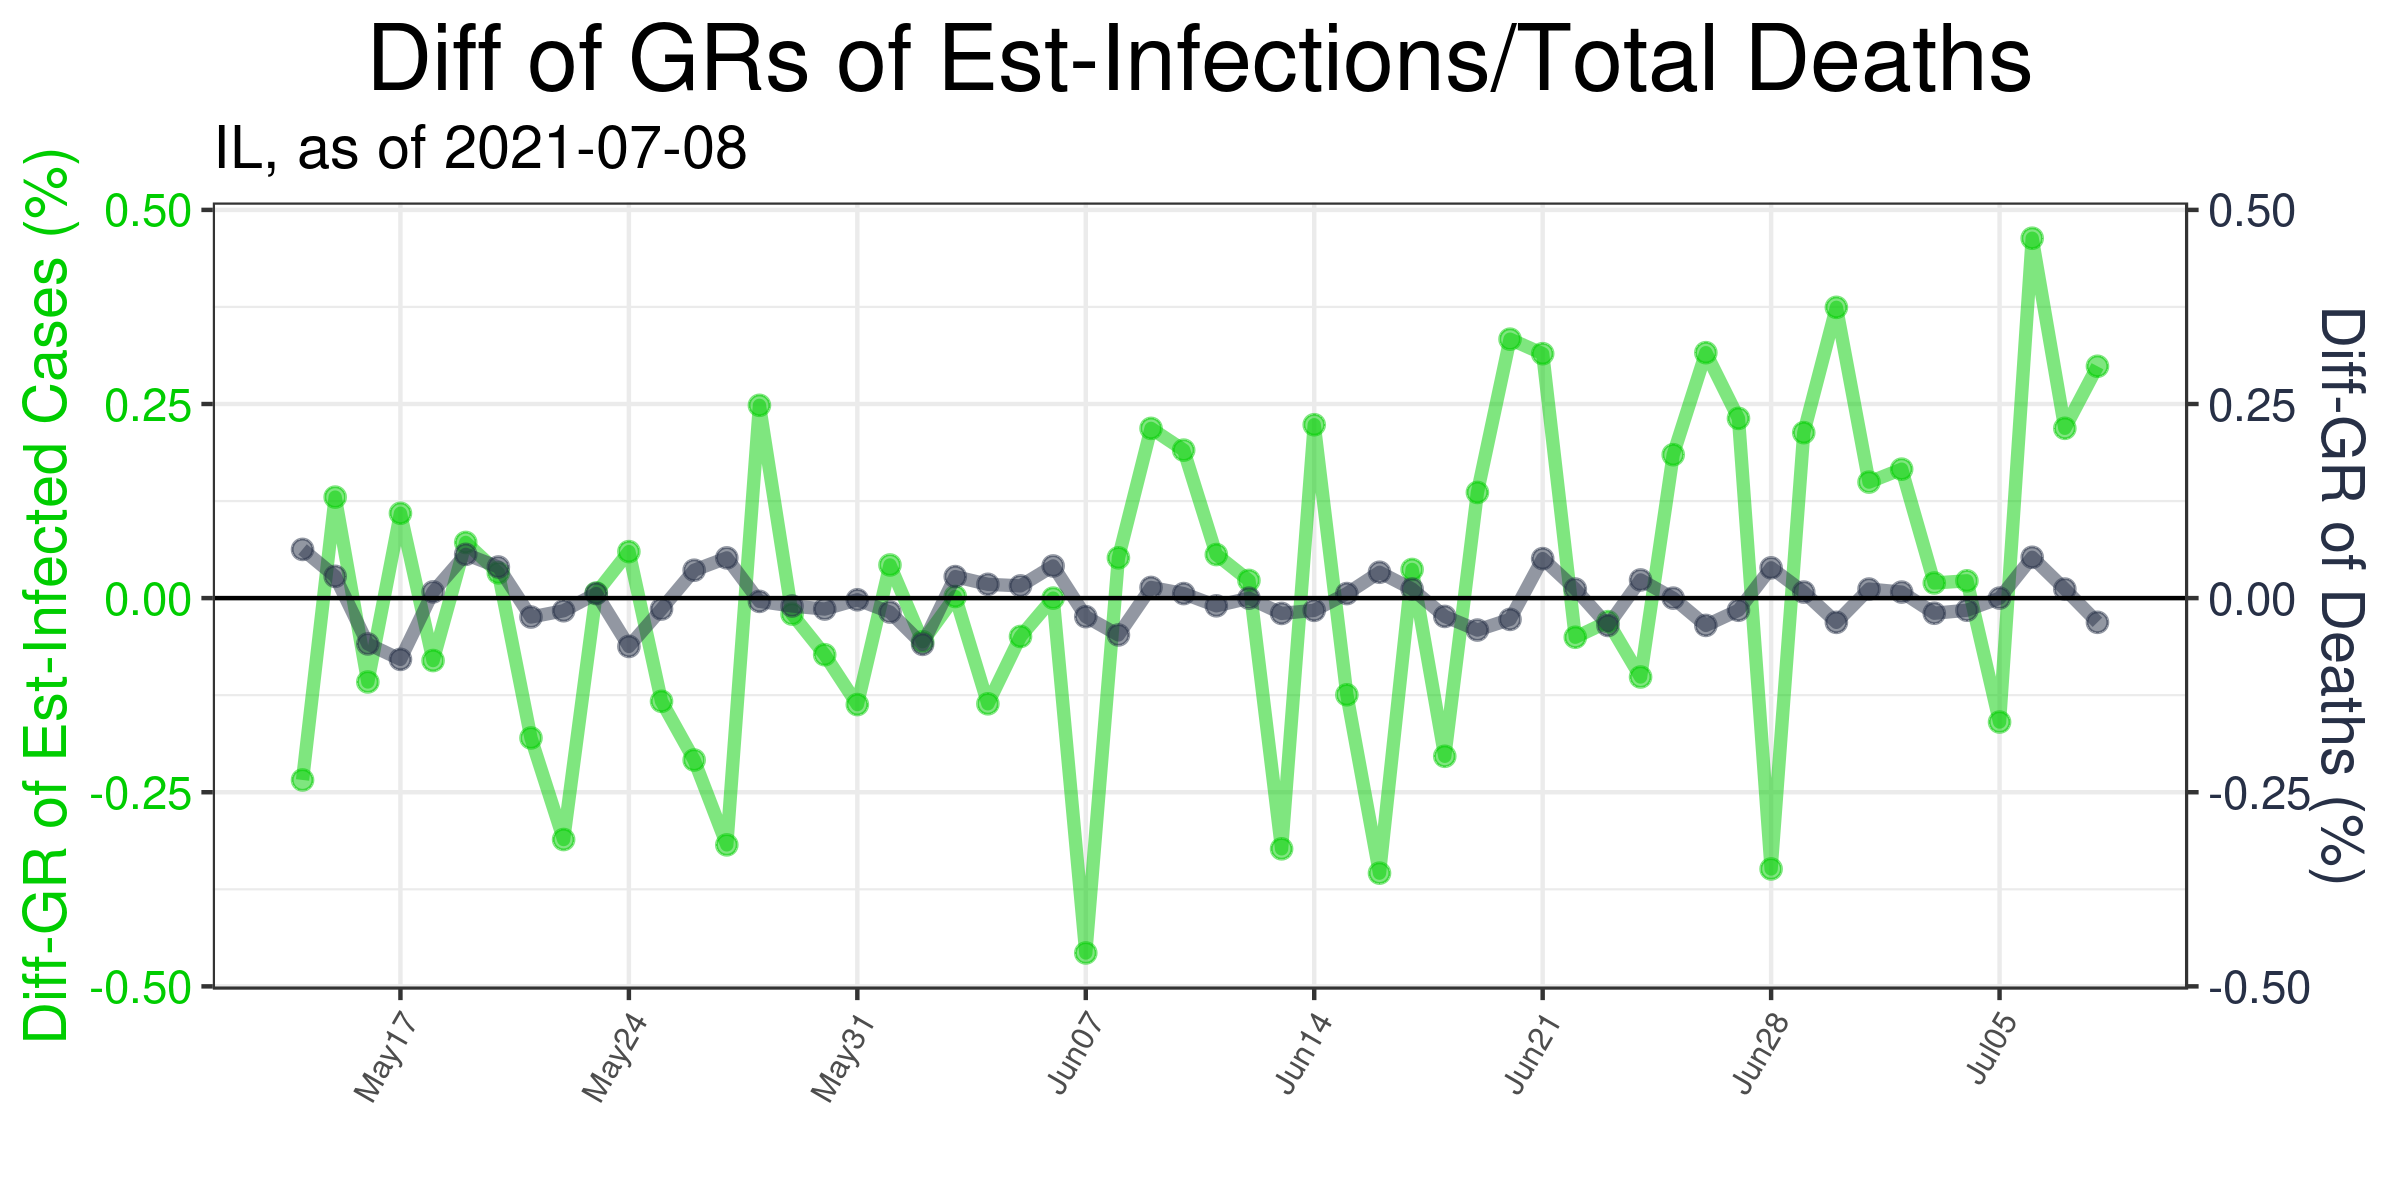 Diff of GRs of Est-Infections/Total Deaths
IL, as of 2021-07-08
Diff-GR of Est-Infected Cases (%)
0.50
0.25
0.00
-0.25
-0.50
0.50
0.25
0.00
-0.25
-0.50
Diff-GR of Deaths (%)
May17
May24
May31
Jun07
Jun14
Jun21
Jun28
Jul05